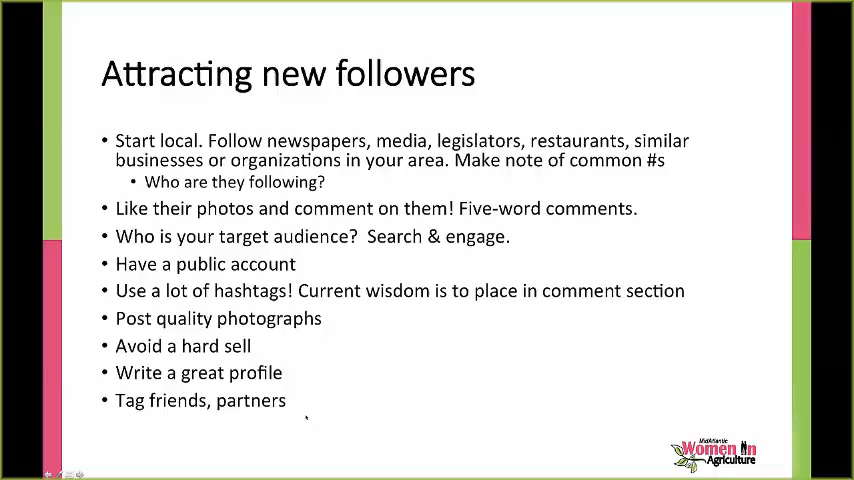 Attracting new followers
• Start local. Follow newspapers, media, legislators, restaurants, similar
businesses or organizations in your area. Make note of common #s
• Who are they following?
• Like their photos and comment on them! Five-word comments.
• Who is your target audience?  Search & engage.
• Have a public account
• Use a lot of hashtags! Current wisdom is to place in comment section
• Post quality photographs
• Avoid a hard sell
• Write a great profile
• Tag friends, partners
MidAtlantic
Women In
Agriculture